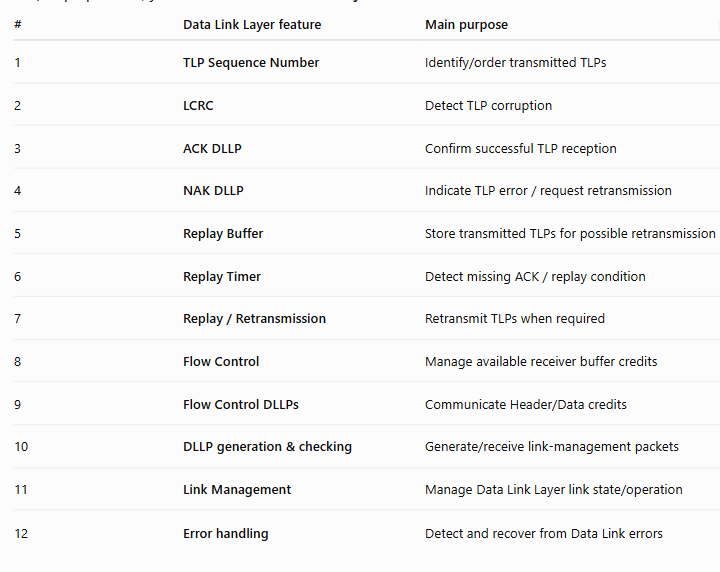 # Data Link Layer feature Main purpose
1 TLP Sequence Number Identify/order transmitted TLPs
2 LCRC Detect TLP corruption
3 ACK DLLP Confirm successful TLP reception
4 NAK DLLP Indicate TLP error / request retransmission
5 Replay Buffer Store transmitted TLPs for possible retransmission
6 Replay Timer Detect missing ACK / replay condition
7 Replay / Retransmission Retransmit TLPs when required
8 Flow Control Manage available receiver buffer credits
9 Flow Control DLLPs Communicate Header/Data credits
10 DLLP generation & checking Generate/receive link-management packets
11 Link Management Manage Data Link Layer link state/operation
12 Error handling Detect and recover from Data Link errors